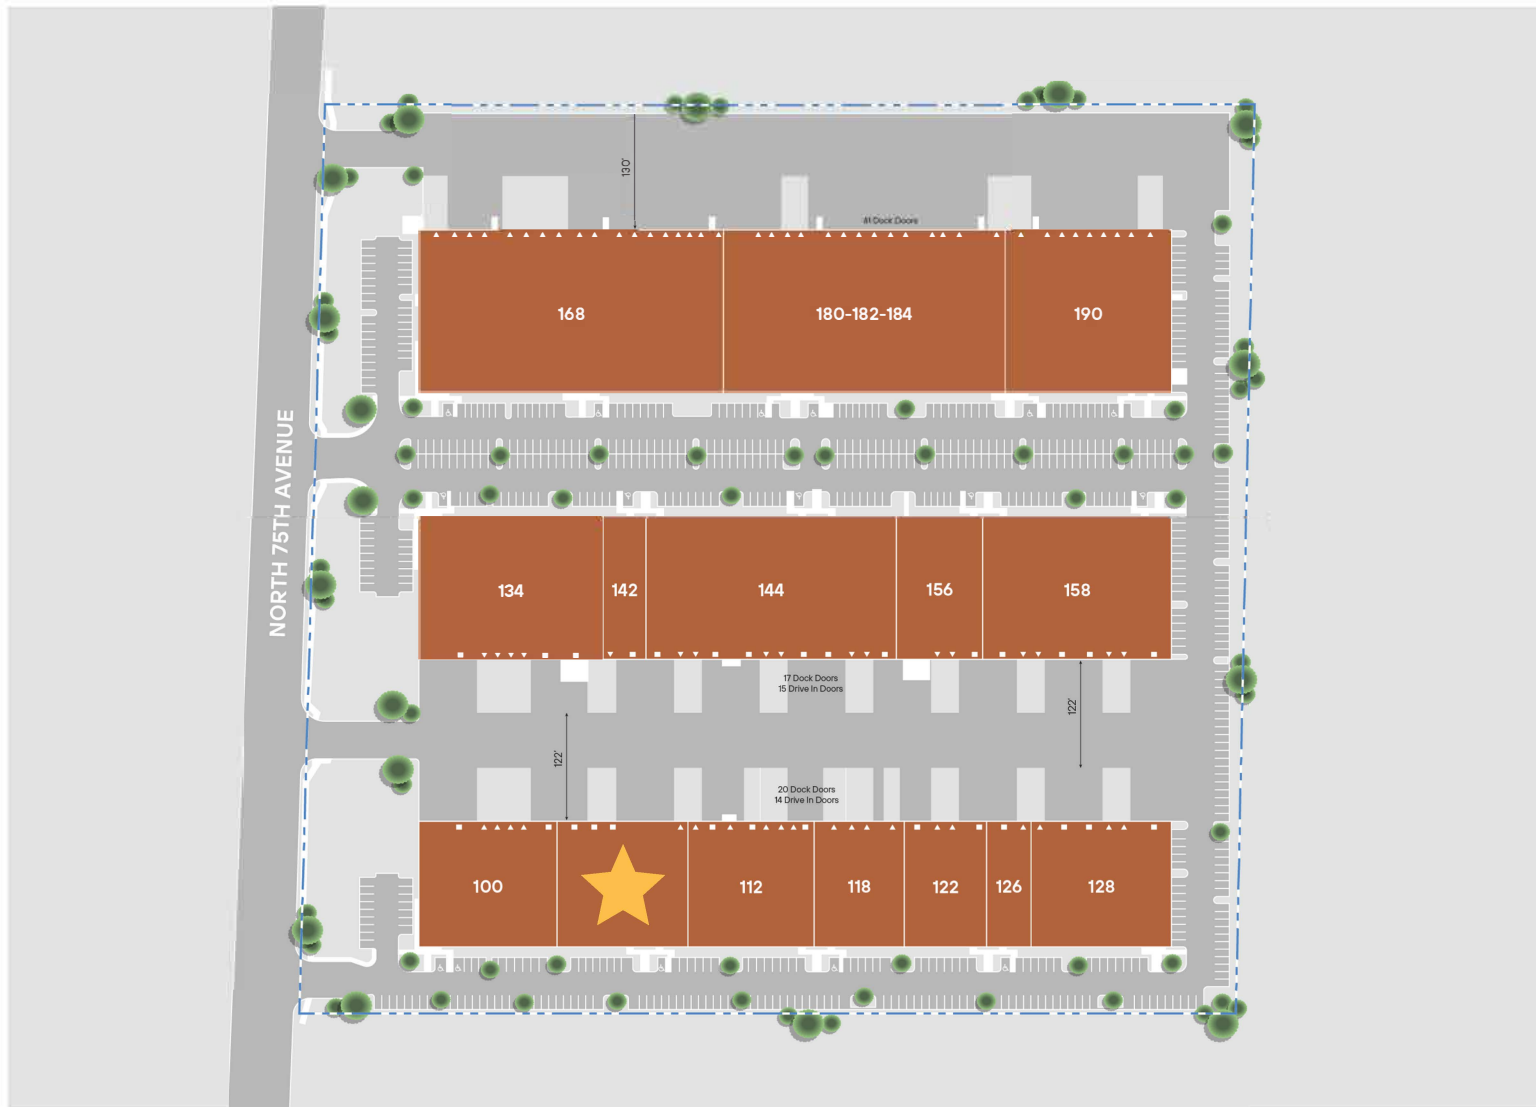 130'
41 Dock Doors
168
180-182-184
190
NORTH 75TH AVENUE
134
142
144
156
158
17 Dock Doors
15 Drive In Doors
122'
122'
20 Dock Doors
14 Drive In Doors
100
112
118
122
126
128